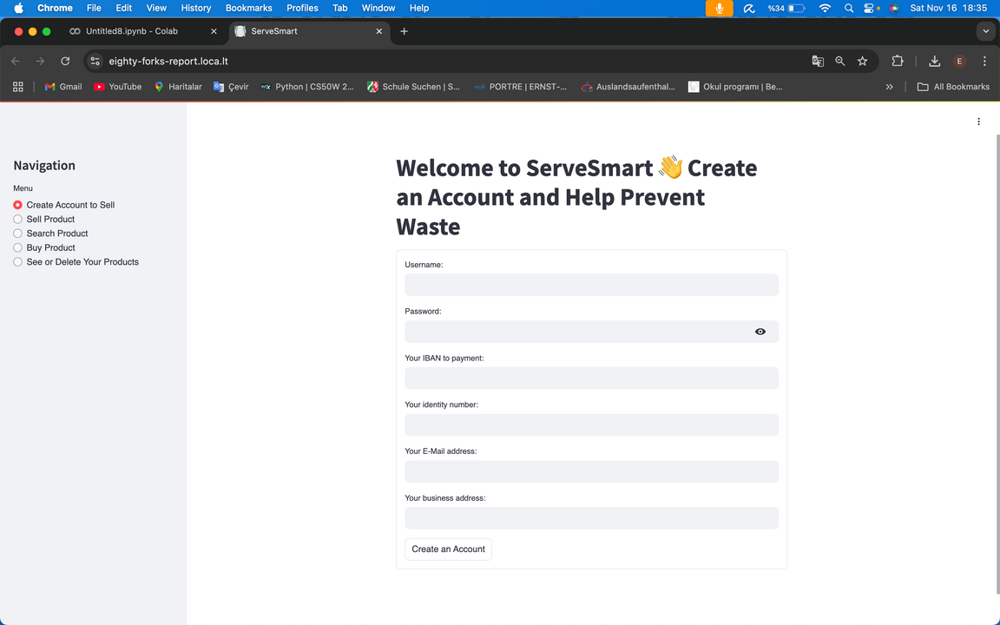 Chrome File Edit View History Bookmarks Profiles Tab Window Help %34 Sat Nov 16 18:35
Untitled8.ipynb - Colab ServeSmart
eighty-forks-report.loca.lt E
Gmail YouTube Haritalar Çevir Python | CS50W 2... Schule Suchen | S... PORTRE | ERNST-... Auslandsaufenthal... Okul programı | Be... All Bookmarks
Navigation
Menu
Create Account to Sell
Sell Product
Search Product
Buy Product
See or Delete Your Products
Welcome to ServeSmart 👋 Create
an Account and Help Prevent
Waste
Username:
Password:
Your IBAN to payment:
Your identity number:
Your E-Mail address:
Your business address:
Create an Account